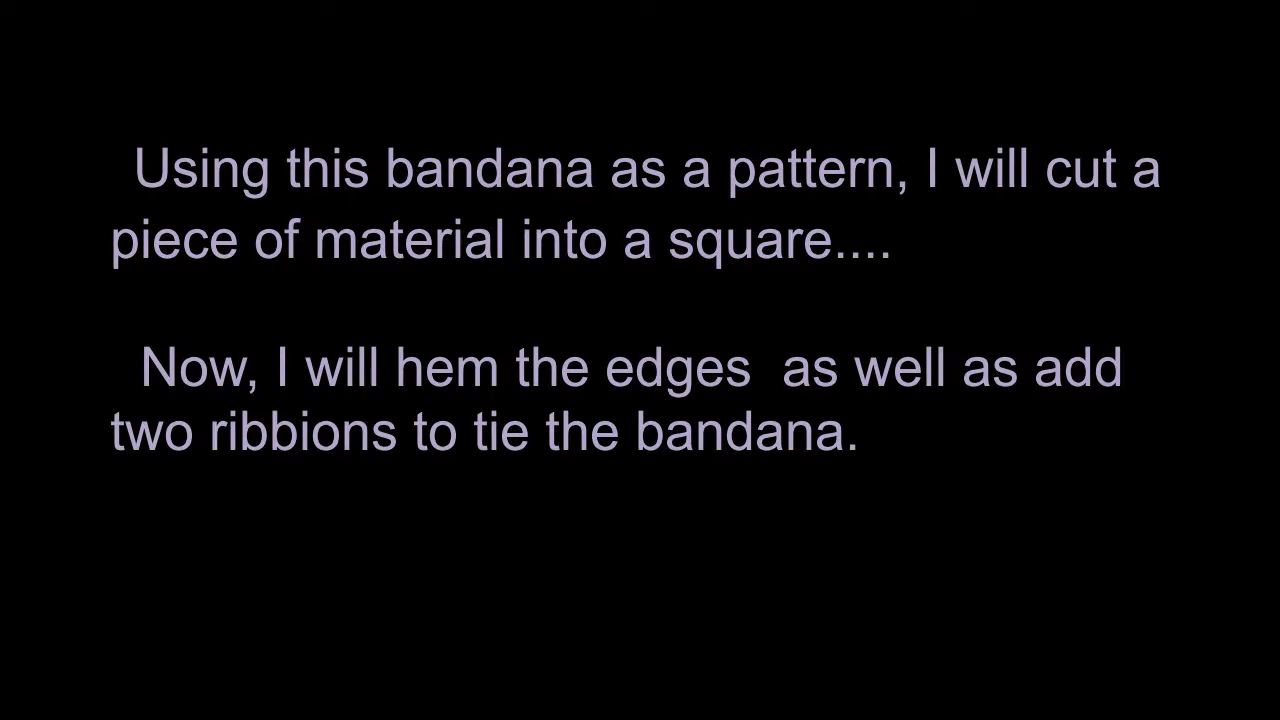 Using this bandana as a pattern, I will cut a
piece of material into a square....
Now, I will hem the edges  as well as add
two ribbions to tie the bandana.